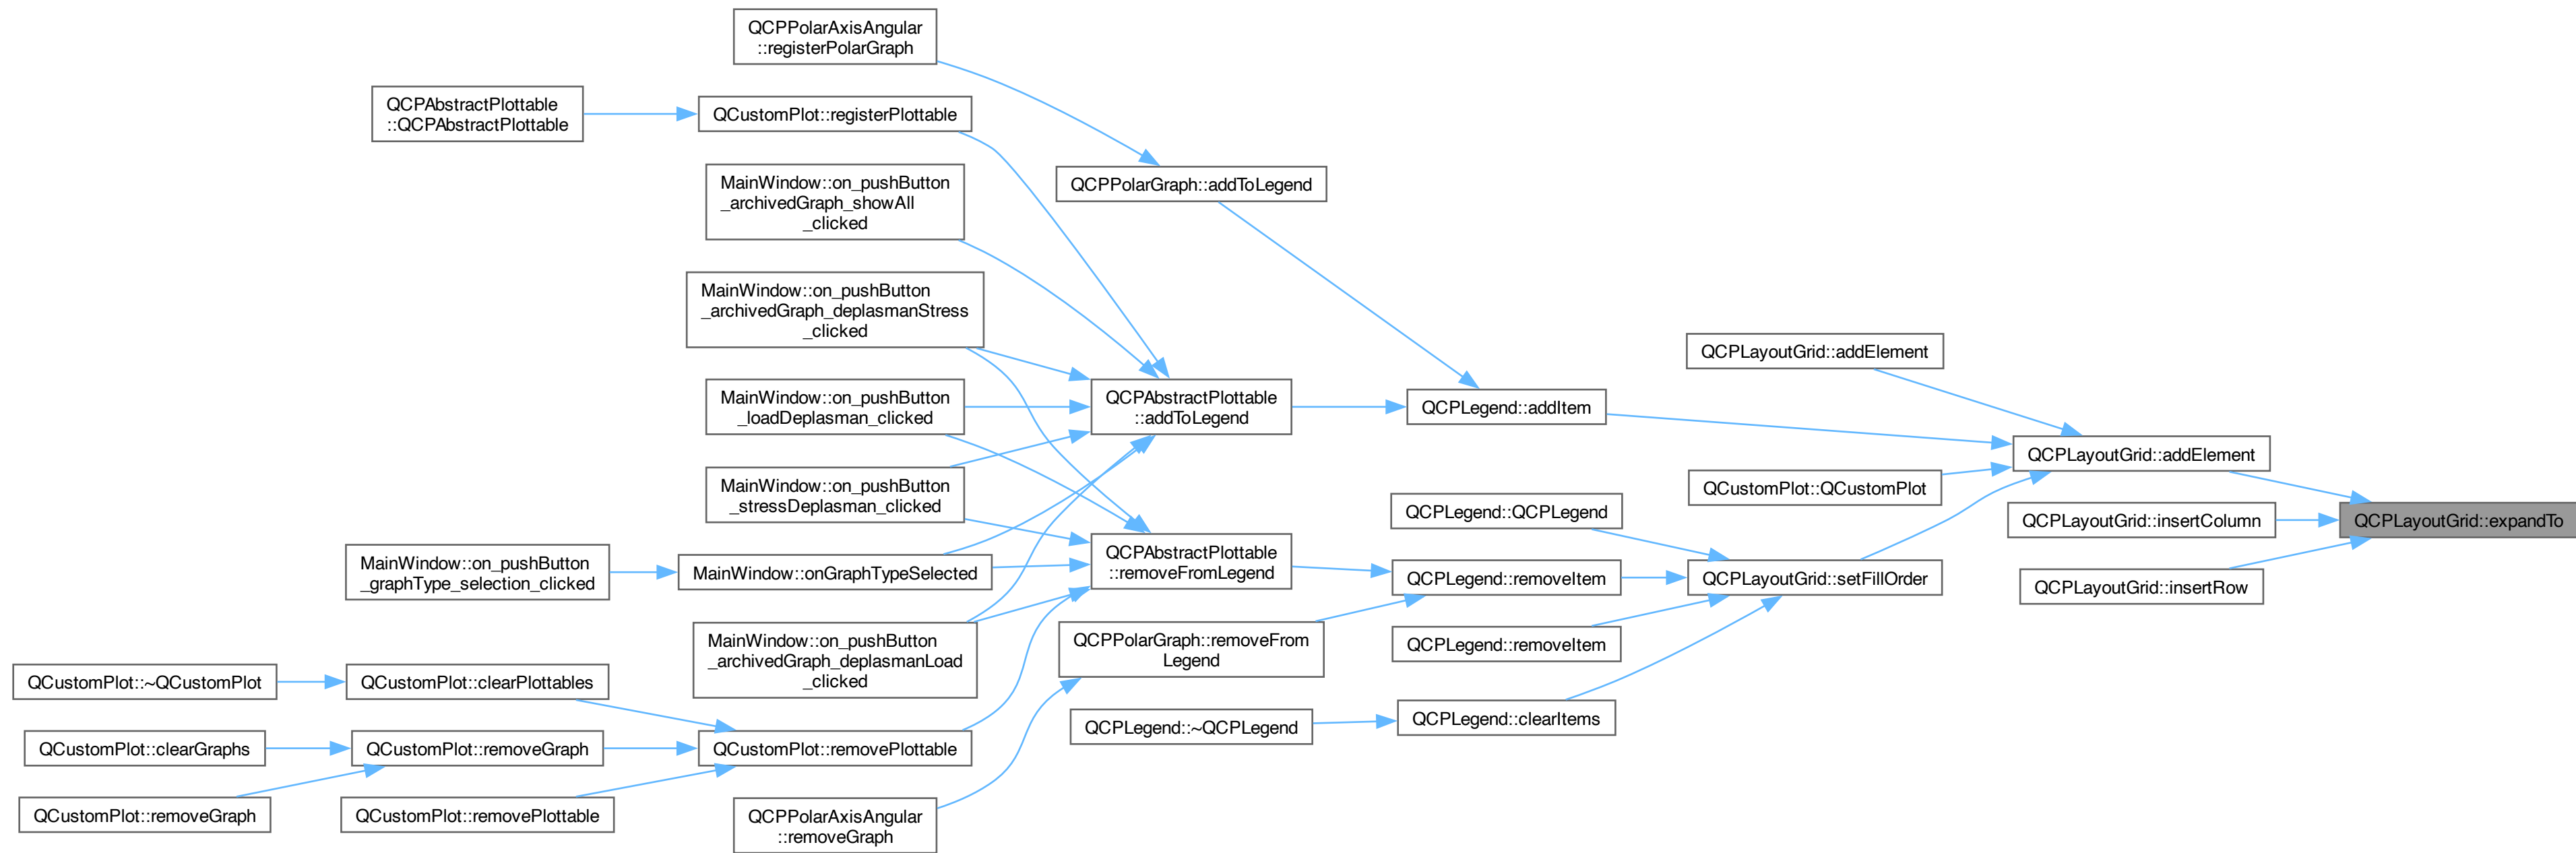 QCPPolarAxisAngular
::registerPolarGraph
QCPAbstractPlottable
::QCPAbstractPlottable
QCustomPlot::registerPlottable
MainWindow::on_pushButton
_archivedGraph_showAll
_clicked
QCPPolarGraph::addToLegend
MainWindow::on_pushButton
_archivedGraph_deplasmanStress
_clicked
QCPLayoutGrid::addElement
MainWindow::on_pushButton
_loadDeplasman_clicked
QCPAbstractPlottable
::addToLegend
QCPLegend::addItem
QCPLayoutGrid::addElement
MainWindow::on_pushButton
_stressDeplasman_clicked
QCustomPlot::QCustomPlot
QCPLegend::QCPLegend
QCPLayoutGrid::insertColumn
QCPLayoutGrid::expandTo
MainWindow::on_pushButton
_graphType_selection_clicked
MainWindow::onGraphTypeSelected
QCPAbstractPlottable
::removeFromLegend
QCPLegend::removeItem
QCPLayoutGrid::setFillOrder
QCPLayoutGrid::insertRow
MainWindow::on_pushButton
_archivedGraph_deplasmanLoad
_clicked
QCPPolarGraph::removeFrom
Legend
QCPLegend::removeItem
QCustomPlot::~QCustomPlot
QCustomPlot::clearPlottables
QCPLegend::~QCPLegend
QCPLegend::clearItems
QCustomPlot::clearGraphs
QCustomPlot::removeGraph
QCustomPlot::removePlottable
QCustomPlot::removeGraph
QCustomPlot::removePlottable
QCPPolarAxisAngular
::removeGraph